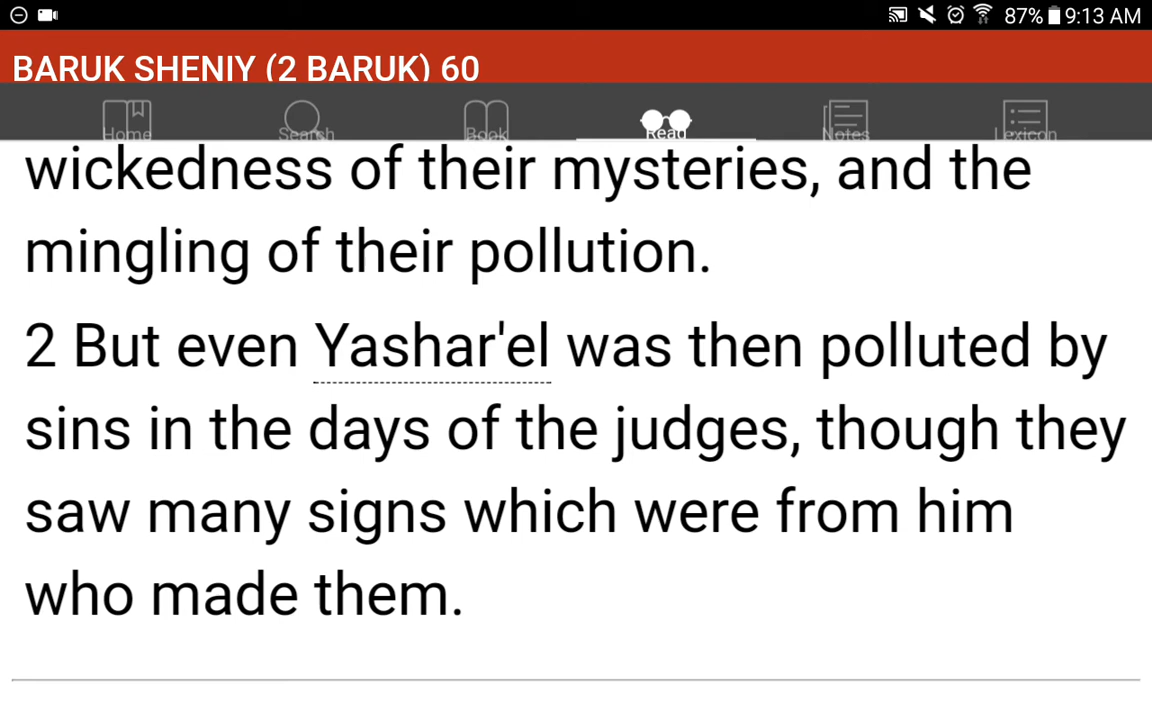 87% 9:13 AM
BARUK SHENIY (2 BARUK) 60
Home Search Book Read Notes Lexicon
wickedness of their mysteries, and the
mingling of their pollution.
2 But even Yashar'el was then polluted by
sins in the days of the judges, though they
saw many signs which were from him
who made them.